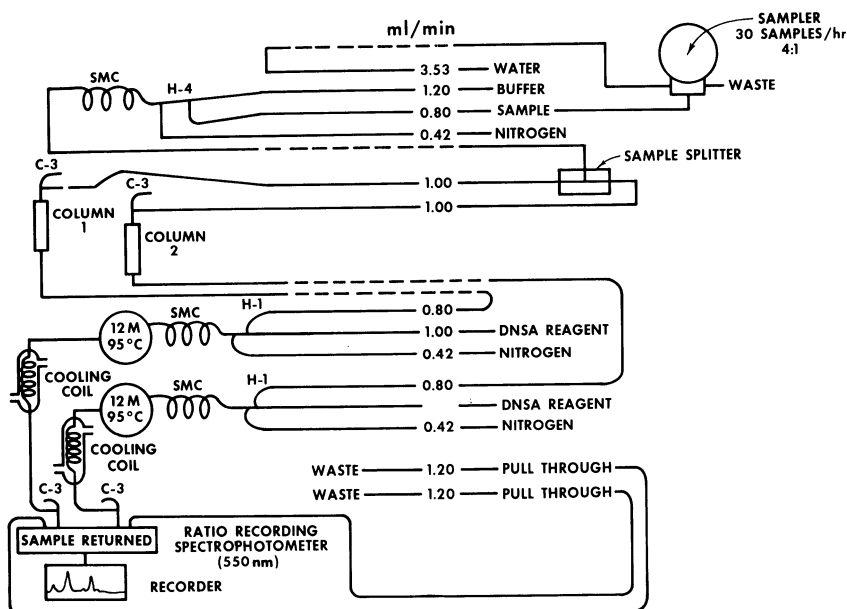 ml/min
SAMPLER
30 SAMPLES/hr
4:1
SMC
H-4
3.53 WATER
1.20 BUFFER
WASTE
0.80 SAMPLE
0.42 NITROGEN
SAMPLE SPLITTER
C-3
C-3
1.00
1.00
COLUMN
1
COLUMN
2
H-1
0.80
SMC
12M
95°C
1.00 DNSA REAGENT
0.42 NITROGEN
COOLING
COIL
H-1
0.80
SMC
12M
95°C
DNSA REAGENT
0.42 NITROGEN
COOLING
COIL
WASTE 1.20 PULL THROUGH
WASTE 1.20 PULL THROUGH
C-3
C-3
SAMPLE RETURNED
RATIO RECORDING
SPECTROPHOTOMETER
(550nm)
RECORDER